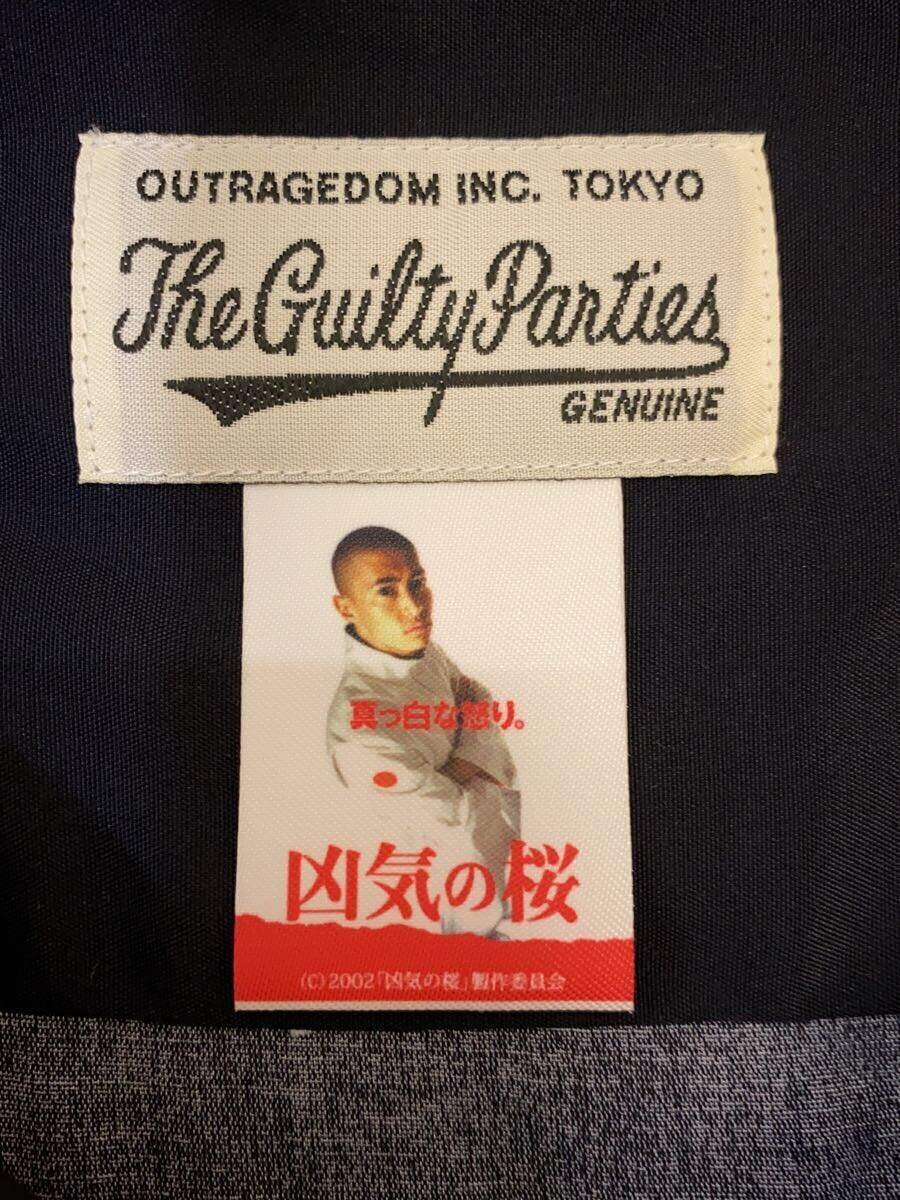 OUTRAGEDOM INC. TOKYO
The Guilty Parties
GENUINE
真っ白な怒り。
凶気の桜
(C) 2002「凶気の桜」製作委員会